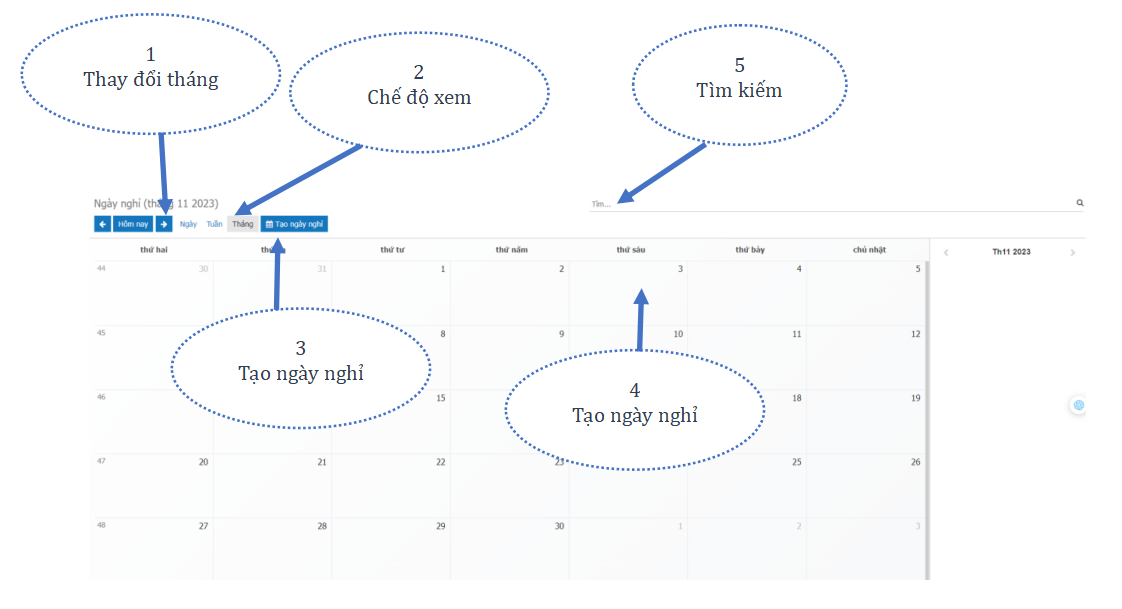 1
Thay đổi tháng
2
Chế độ xem
5
Tìm kiếm
Ngày nghỉ (tháng 11 2023)
Tìm...
Hôm nay Ngày Tuần Tháng Tạo ngày nghỉ
thứ hai thứ tư thứ năm thứ sáu thứ bảy chủ nhật Th11 2023
44 30 31 1 2 3 4 5
45 8 9 10 11 12
3
Tạo ngày nghỉ
4
Tạo ngày nghỉ
46 15 18 19
47 20 21 22 23 25 26
48 27 28 29 30 1 2 3